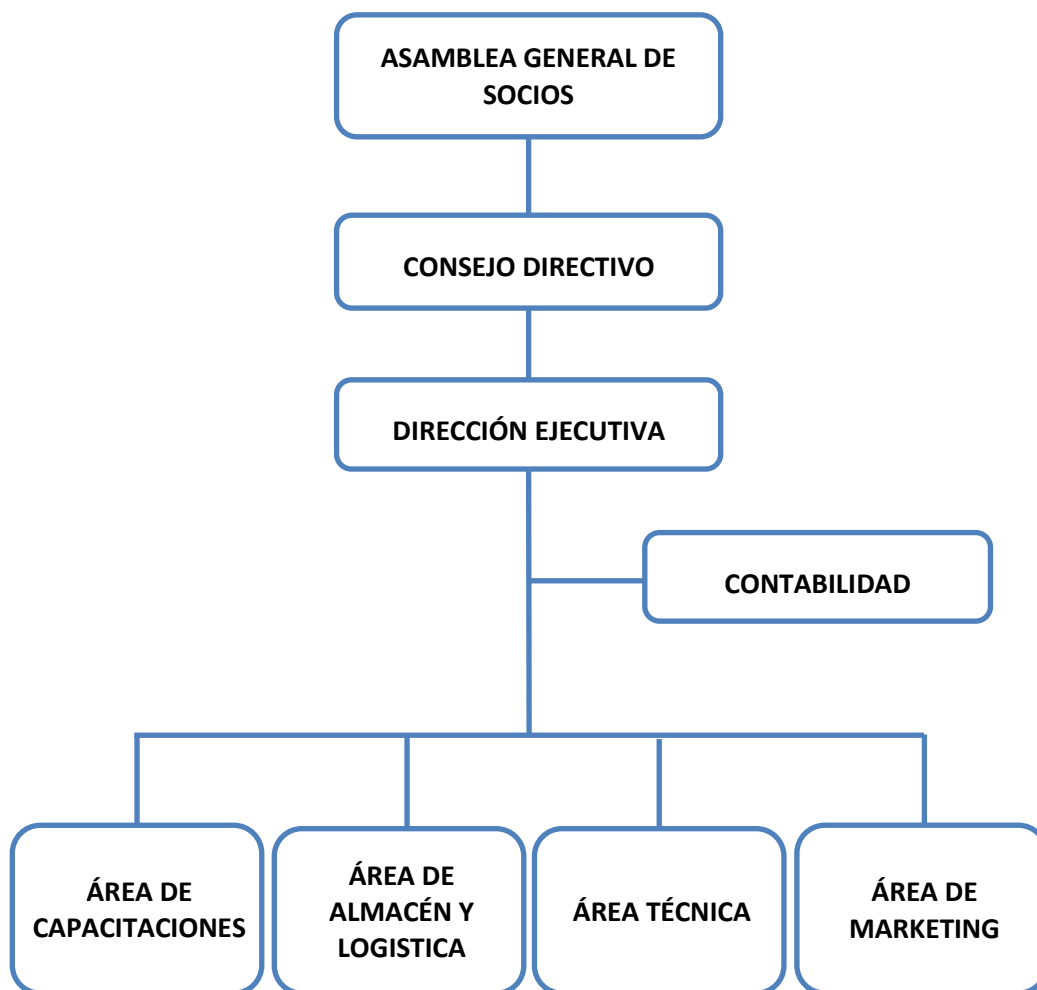 ASAMBLEA GENERAL DE
SOCIOS
CONSEJO DIRECTIVO
DIRECCIÓN EJECUTIVA
CONTABILIDAD
ÁREA DE
CAPACITACIONES
ÁREA DE
ALMACÉN Y
LOGISTICA
ÁREA TÉCNICA
ÁREA DE
MARKETING